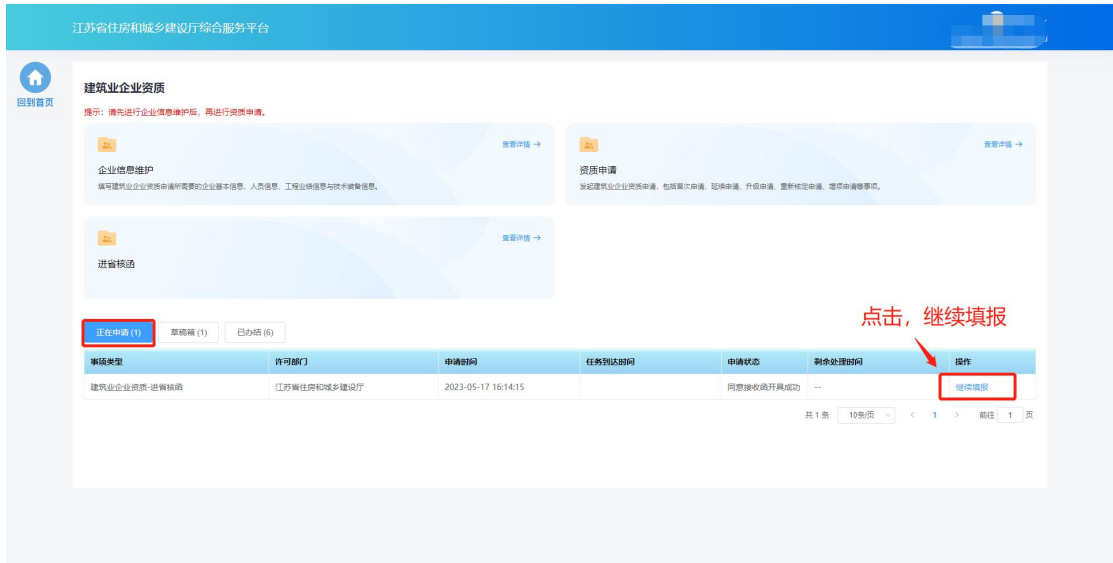 江苏省住房和城乡建设厅综合服务平台
回到首页
建筑业企业资质
提示：请先进行企业信息维护后，再进行资质申请。
查看详情 →
企业信息维护
填写建筑业企业资质申请所需要的企业基本信息、人员信息、工程业绩信息与技术装备信息。
查看详情 →
资质申请
发起建筑业企业资质申请，包括首次申请、延续申请、升级申请、重新核定申请、增项申请等事项。
查看详情 →
进省核函
点击，继续填报
正在申请 (1) 草稿箱 (1) 已办结 (6)
事项类型 许可部门 申请时间 任务到达时间 申请状态 剩余处理时间 操作
建筑业企业资质-进省核函 江苏省住房和城乡建设厅 2023-05-17 16:14:15 同意接收函开具成功 -- 继续填报
共 1 条 10条/页 < 1 > 前往 1 页